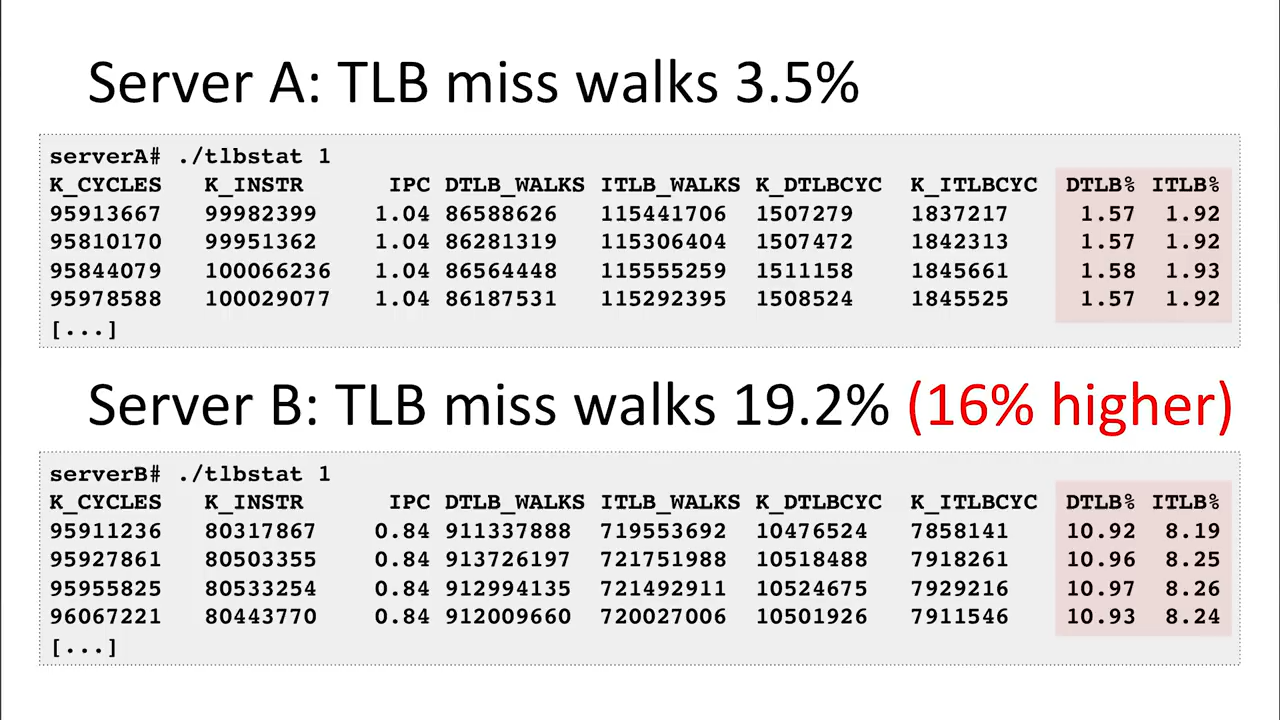 Server A: TLB miss walks 3.5%
serverA# ./tlbstat 1
K_CYCLES K_INSTR IPC DTLB_WALKS ITLB_WALKS K_DTLBCYC K_ITLBCYC DTLB% ITLB%
95913667 99982399 1.04 86588626 115441706 1507279 1837217 1.57 1.92
95810170 99951362 1.04 86281319 115306404 1507472 1842313 1.57 1.92
95844079 100066236 1.04 86564448 115555259 1511158 1845661 1.58 1.93
95978588 100029077 1.04 86187531 115292395 1508524 1845525 1.57 1.92
[...]
Server B: TLB miss walks 19.2% (16% higher)
serverB# ./tlbstat 1
K_CYCLES K_INSTR IPC DTLB_WALKS ITLB_WALKS K_DTLBCYC K_ITLBCYC DTLB% ITLB%
95911236 80317867 0.84 911337888 719553692 10476524 7858141 10.92 8.19
95927861 80503355 0.84 913726197 721751988 10518488 7918261 10.96 8.25
95955825 80533254 0.84 912994135 721492911 10524675 7929216 10.97 8.26
96067221 80443770 0.84 912009660 720027006 10501926 7911546 10.93 8.24
[...]